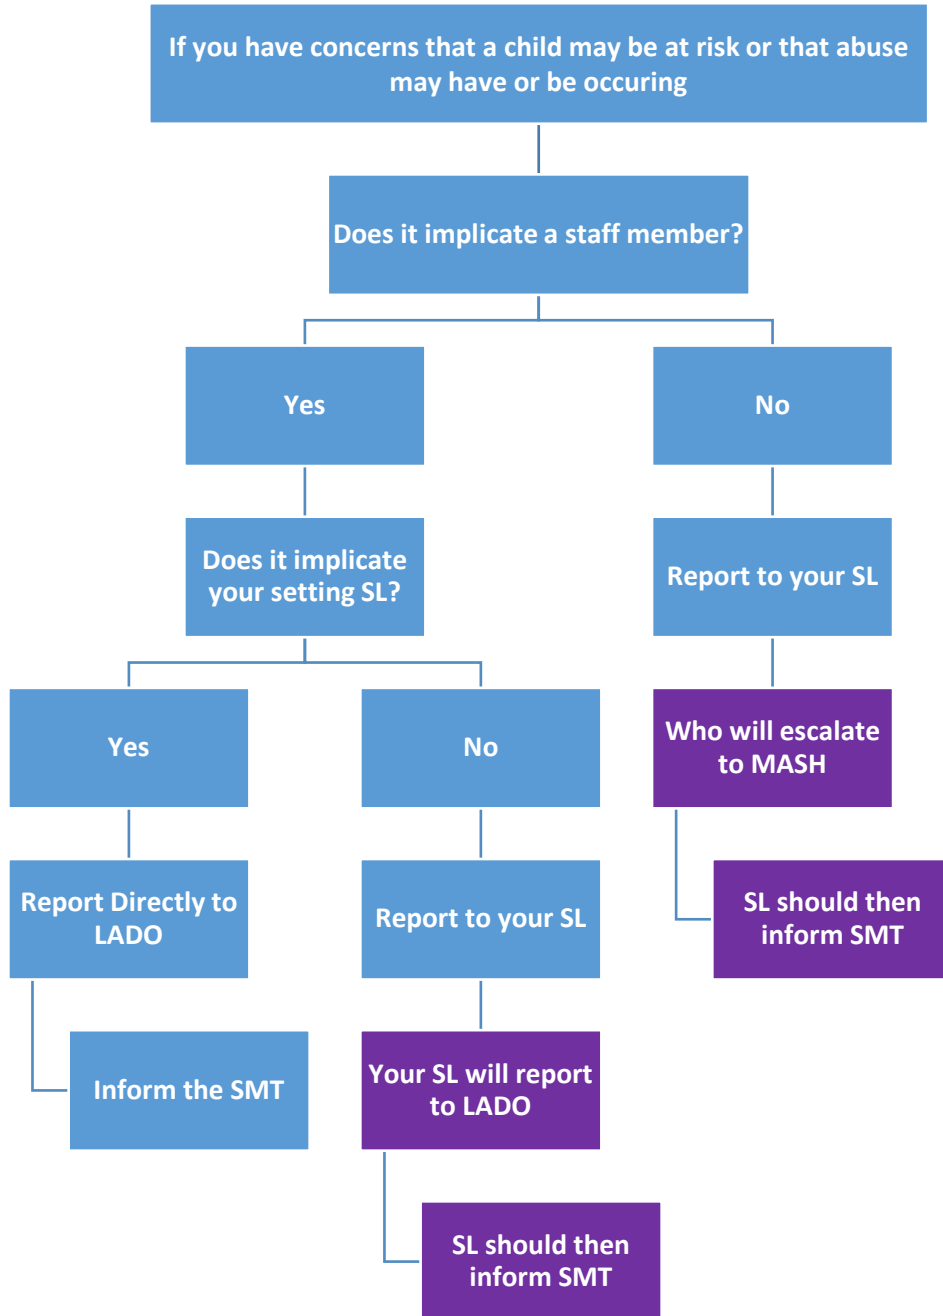 If you have concerns that a child may be at risk or that abuse
may have or be occuring
Does it implicate a staff member?
Yes
No
Does it implicate
your setting SL?
Report to your SL
Yes
No
Who will escalate
to MASH
Report Directly to
LADO
Report to your SL
SL should then
inform SMT
Inform the SMT
Your SL will report
to LADO
SL should then
inform SMT